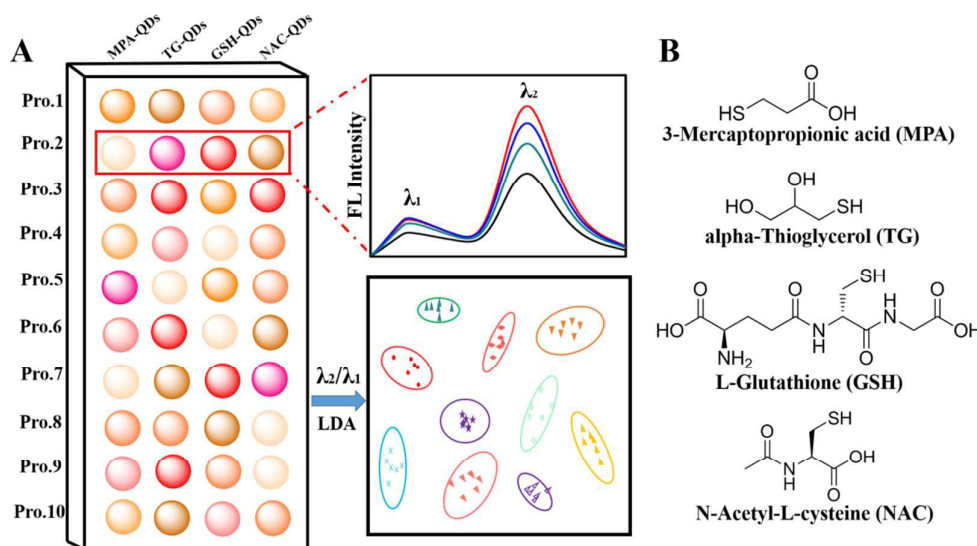 A
MPA-QDs
TG-QDs
GSH-QDs
NAC-QDs
Pro.1
Pro.2
Pro.3
Pro.4
Pro.5
Pro.6
Pro.7
Pro.8
Pro.9
Pro.10
FL Intensity
λ1
λ2
λ2/λ1
LDA
B
O
HS
OH
3-Mercaptopropionic acid (MPA)
OH
HO
SH
alpha-Thioglycerol (TG)
SH
O
O
O
HO
N
H
H
N
OH
NH2
O
L-Glutathione (GSH)
SH
O
N
H
OH
O
N-Acetyl-L-cysteine (NAC)